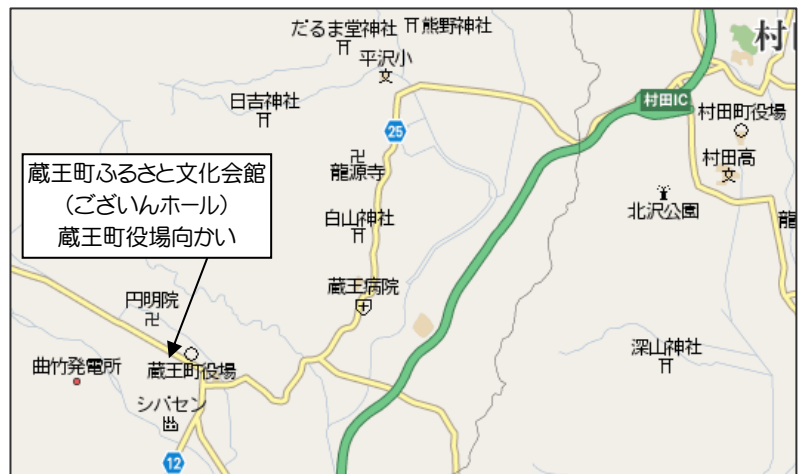 だるま堂神社
熊野神社
平沢小
村
日吉神社
村田IC
25
村田町役場
龍源寺
村田高
蔵王町ふるさと文化会館
(ございんホール)
蔵王町役場向かい
白山神社
北沢公園
龍
蔵王病院
円明院
深山神社
曲竹発電所
蔵王町役場
シバセン
12